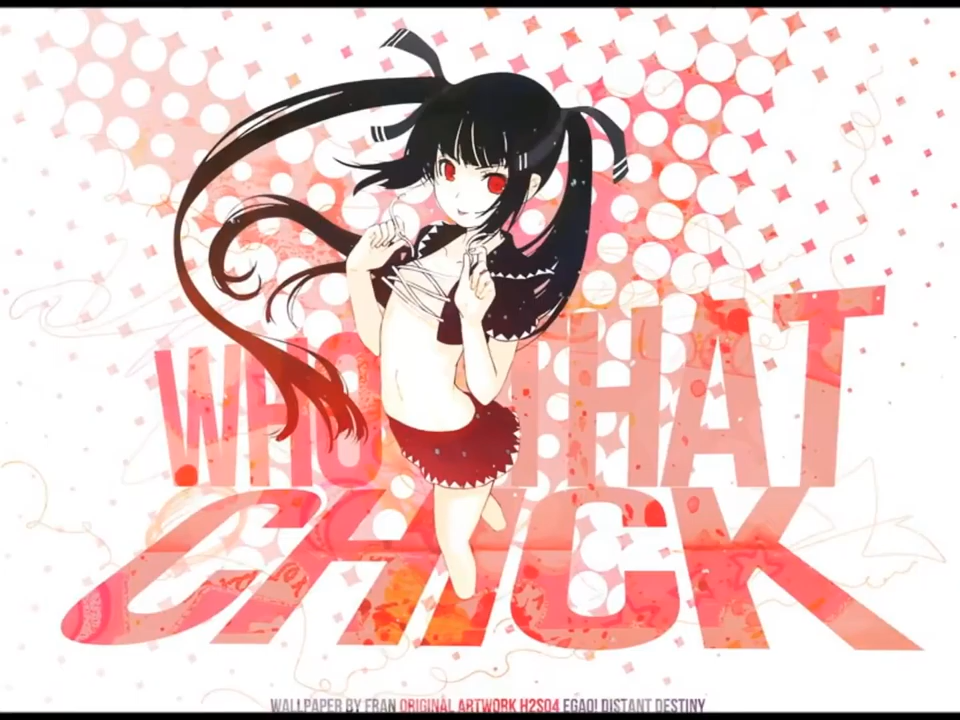 WHO THAT
CHICK
WALLPAPER BY FRAN ORIGINAL ARTWORK H2SO4 EGAO! DISTANT DESTINY